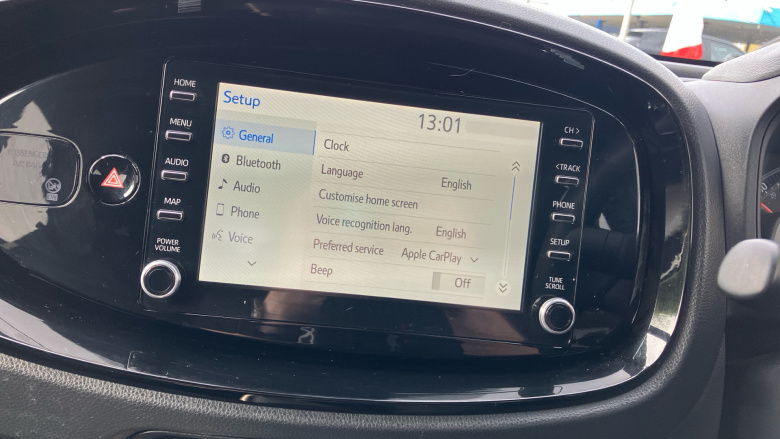 HOME
MENU
AUDIO
MAP
POWER
VOLUME
Setup
13:01
General
Bluetooth
Audio
Phone
Voice
Clock
Language English
Customise home screen
Voice recognition lang. English
Preferred service Apple CarPlay
Beep Off
CH >
< TRACK
PHONE
SETUP
TUNE
SCROLL